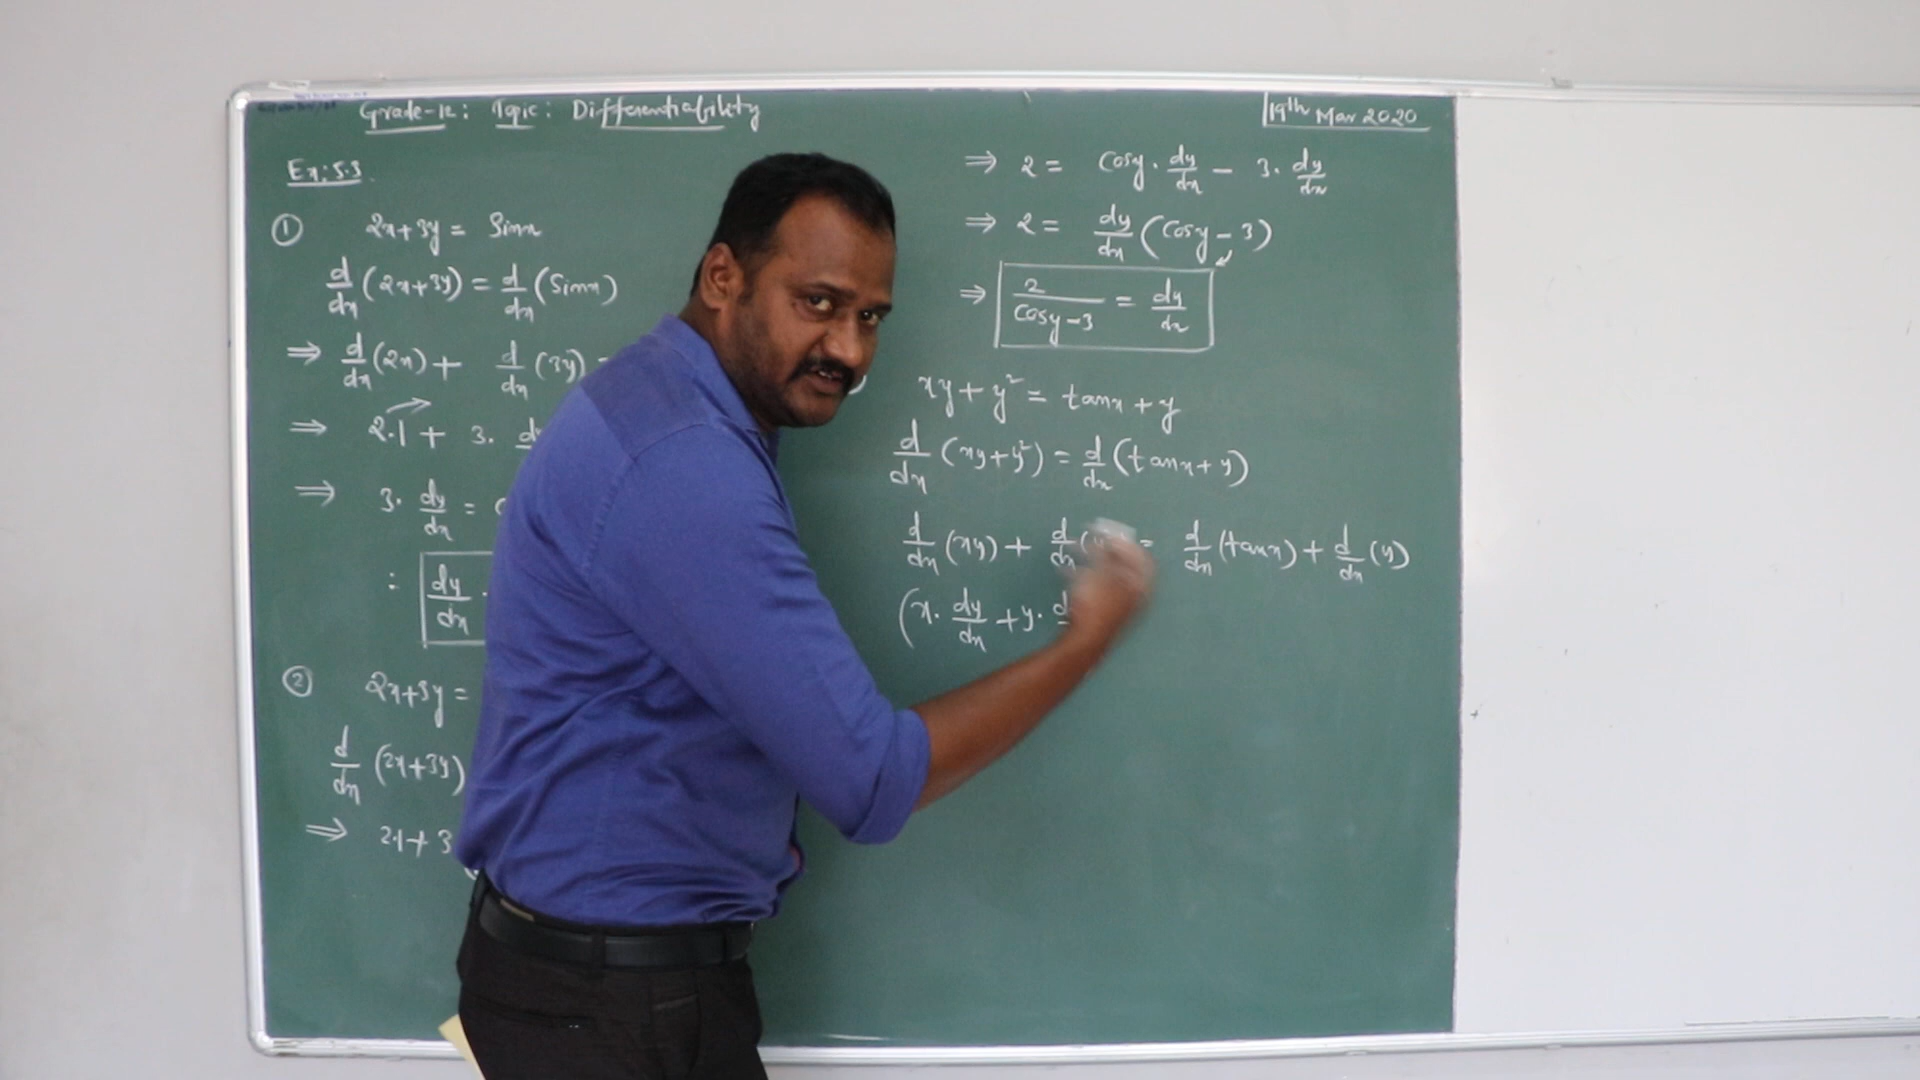 Grade-12: Topic: Differentiability
19th Mar 2020
Ex: 5.3
① 2x+3y = Sinx
d/dx (2x+3y) = d/dx (Sinx)
⇒ d/dx (2x) + d/dx (3y)
⇒ 2.1 + 3.
⇒ 3. dy/dx =
: dy/dx
② 2x+3y =
d/dx (2x+3y)
⇒ 2.1+3
⇒ 2 = Cosy. dy/dx - 3. dy/dx
⇒ 2 = dy/dx (Cosy-3)
⇒ 2/Cosy-3 = dy/dx
xy + y² = tanx + y
d/dx (xy+y²) = d/dx (tanx+y)
d/dx (xy) + d/dx = d/dx (tanx) + d/dx (y)
(x. dy/dx + y.